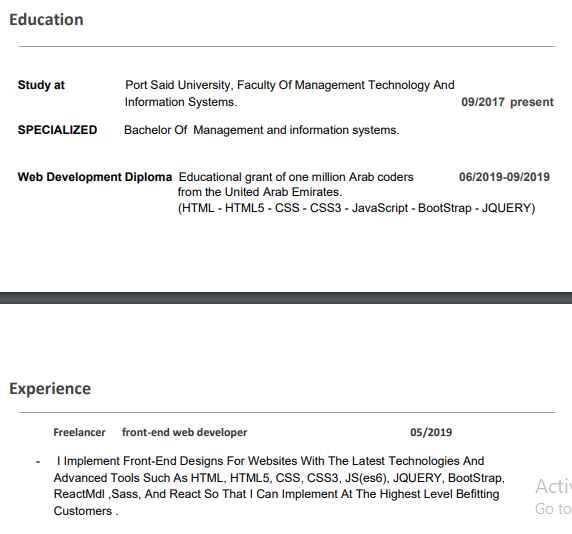 Education
Study at Port Said University, Faculty Of Management Technology And
Information Systems. 09/2017 present
SPECIALIZED Bachelor Of Management and information systems.
Web Development Diploma Educational grant of one million Arab coders 06/2019-09/2019
from the United Arab Emirates.
(HTML - HTML5 - CSS - CSS3 - JavaScript - BootStrap - JQUERY)
Experience
Freelancer front-end web developer 05/2019
- I Implement Front-End Designs For Websites With The Latest Technologies And
Advanced Tools Such As HTML, HTML5, CSS, CSS3, JS(es6), JQUERY, BootStrap,
ReactMdl ,Sass, And React So That I Can Implement At The Highest Level Befitting
Customers .
Go to